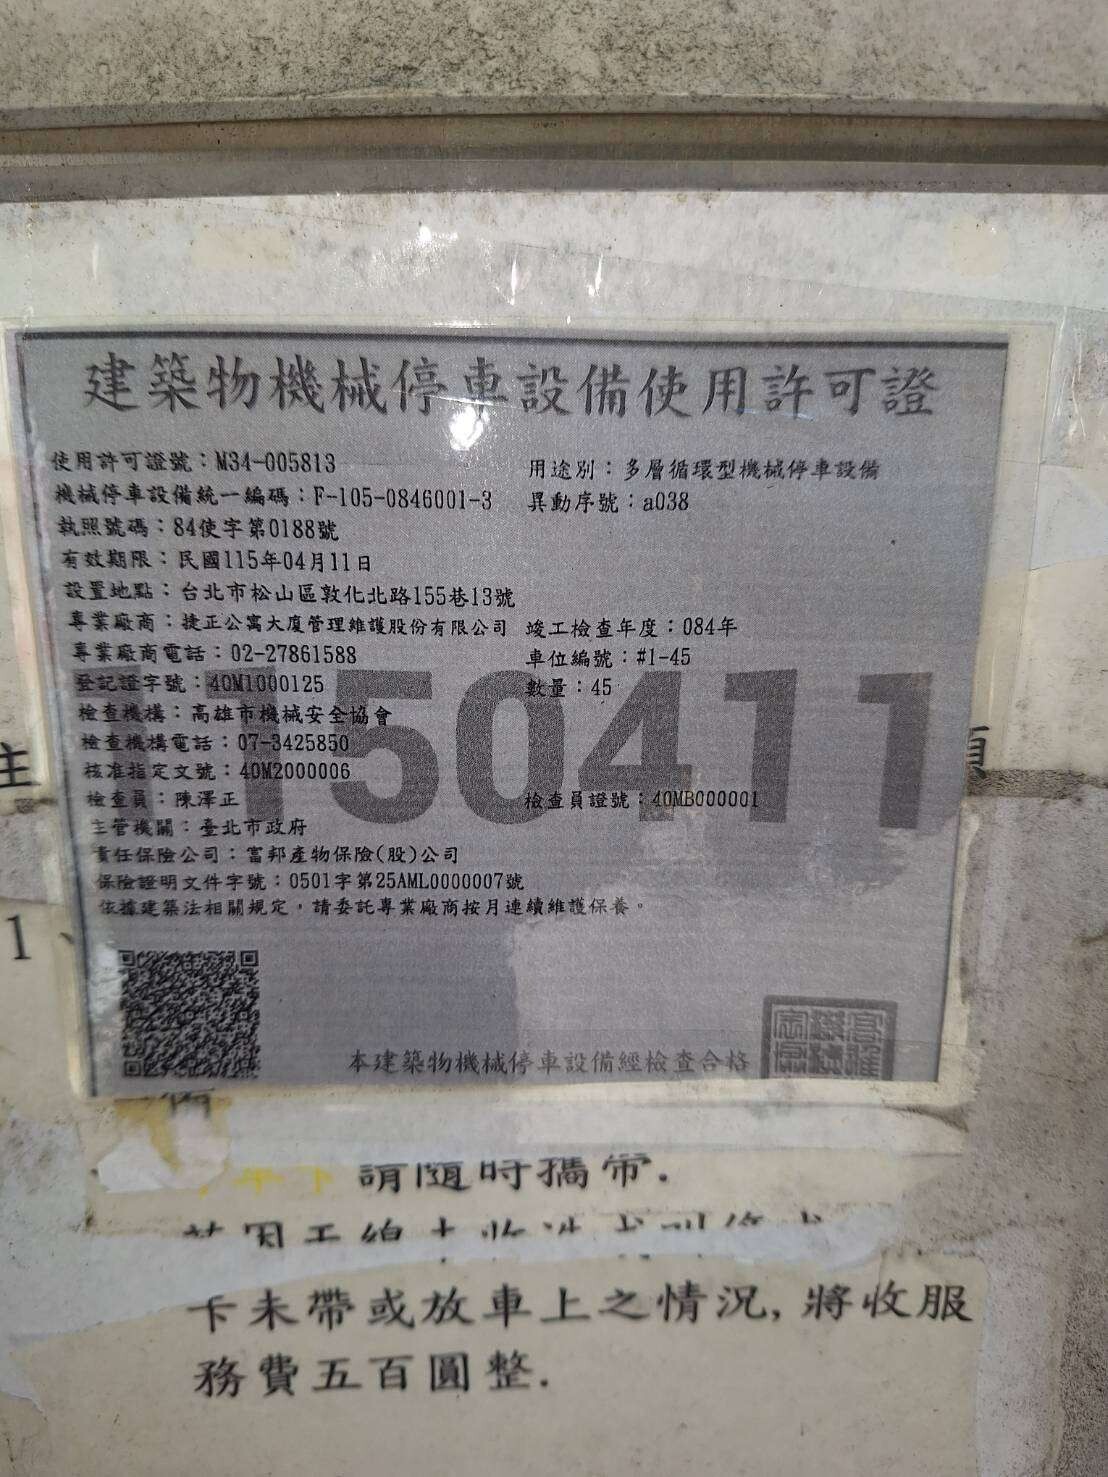 建築物機械停車設備使用許可證
使用許可證號：M34-005813
用途別：多層循環型機械停車設備
機械停車設備統一編碼：F-105-0846001-3
異動序號：a038
執照號碼：84使字第0188號
有效期限：民國115年04月11日
設置地點：台北市松山區敦化北路155巷13號
專業廠商：捷正公寓大廈管理維護股份有限公司
竣工檢查年度：084年
專業廠商電話：02-27861588
車位編號：#1-45
登記證字號：40M1000125
數量：45
1150411
檢查機構：高雄市機械安全協會
檢查機構電話：07-3425850
核准指定文號：40M2000006
檢查員：陳澤正
檢查員證號：40MB000001
主管機關：臺北市政府
責任保險公司：富邦產物保險(股)公司
保險證明文件字號：0501字第25AML0000007號
依據建築法相關規定，請委託專業廠商按月連續維護保養。
本建築物機械停車設備經檢查合格
1、
請隨時攜帶.
卡未帶或放車上之情況,將收服
務費五百圓整.